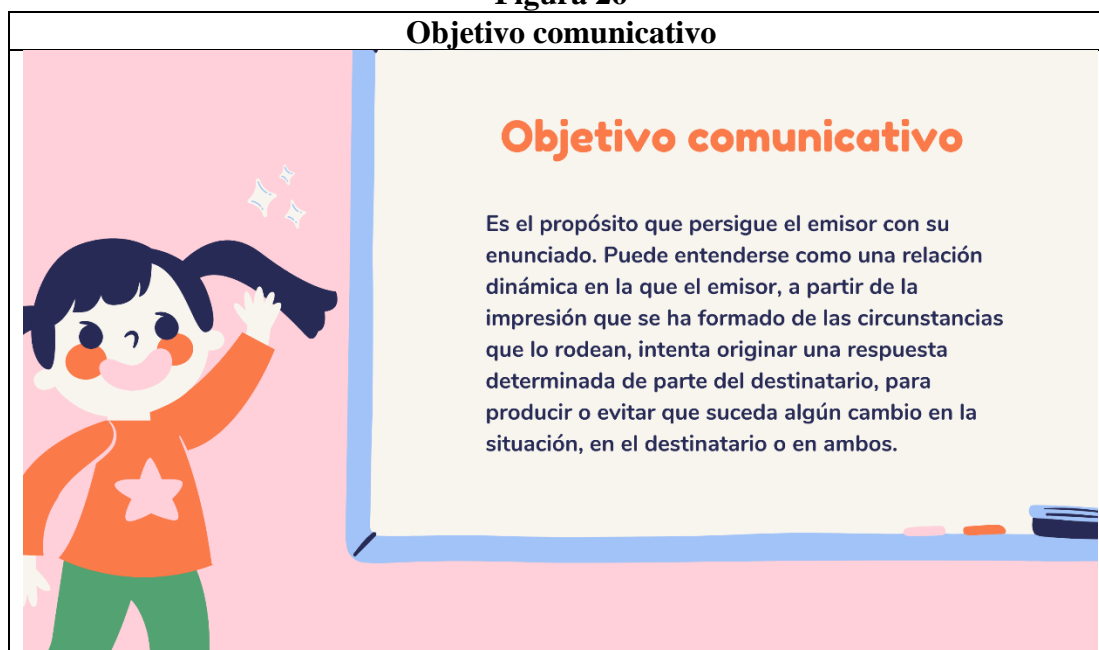 Figura 26
Objetivo comunicativo
Objetivo comunicativo
Es el propósito que persigue el emisor con su
enunciado. Puede entenderse como una relación
dinámica en la que el emisor, a partir de la
impresión que se ha formado de las circunstancias
que lo rodean, intenta originar una respuesta
determinada de parte del destinatario, para
producir o evitar que suceda algún cambio en la
situación, en el destinatario o en ambos.